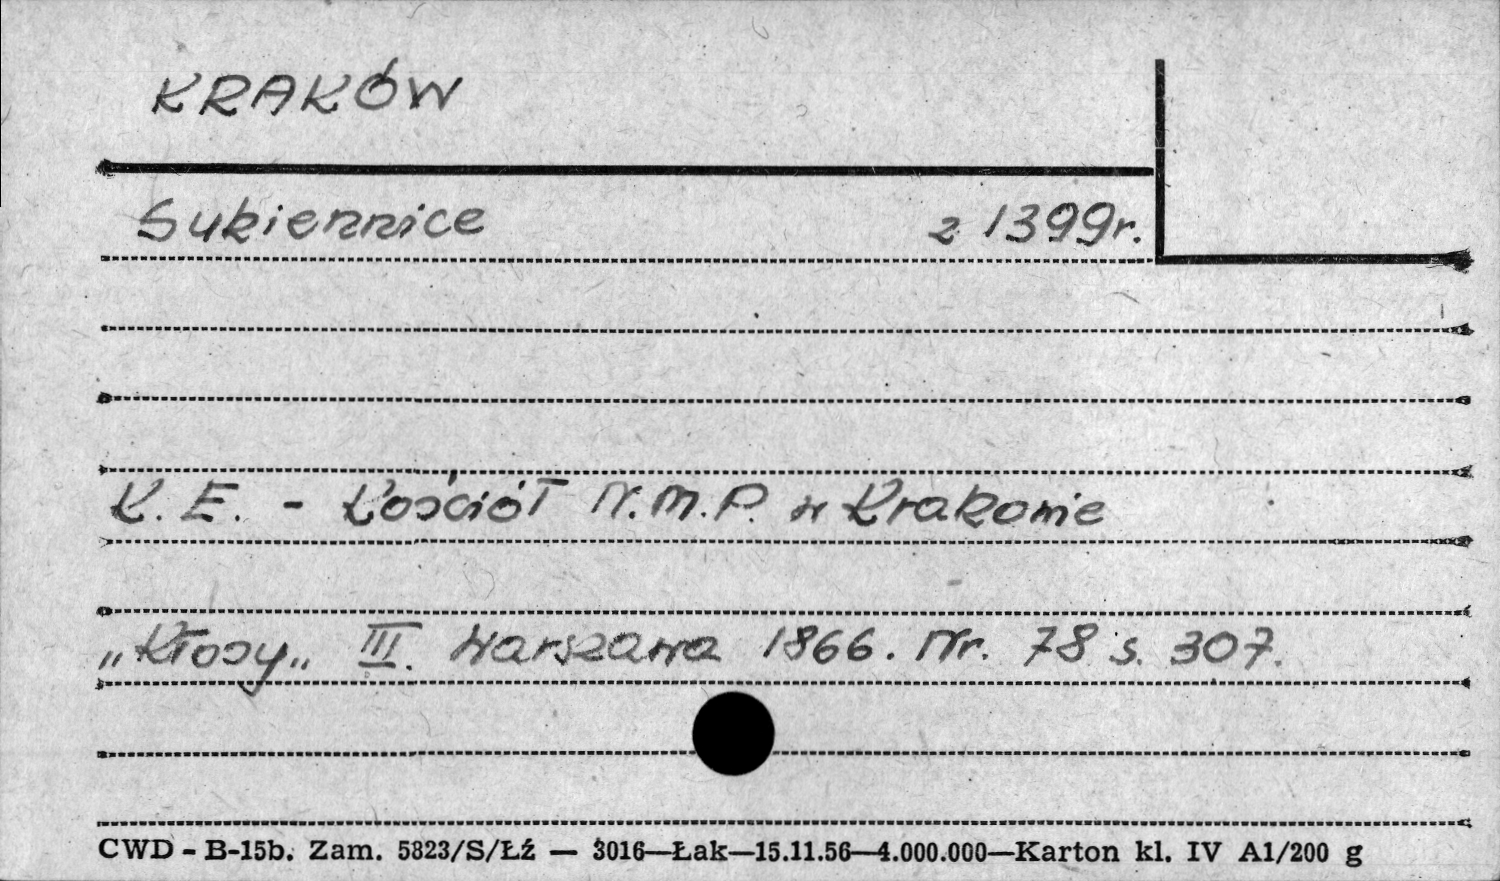 KRAKÓW
Sukiennice z 1399r.
K. E. - Kościół N.M.P. w Krakowie
„Kłosy„ III. Warszawa 1866. Nr. 78 s. 307.
CWD - B-15b. Zam. 5823/S/Łź — 3016—Łak—15.11.56—4.000.000—Karton kl. IV A1/200 g